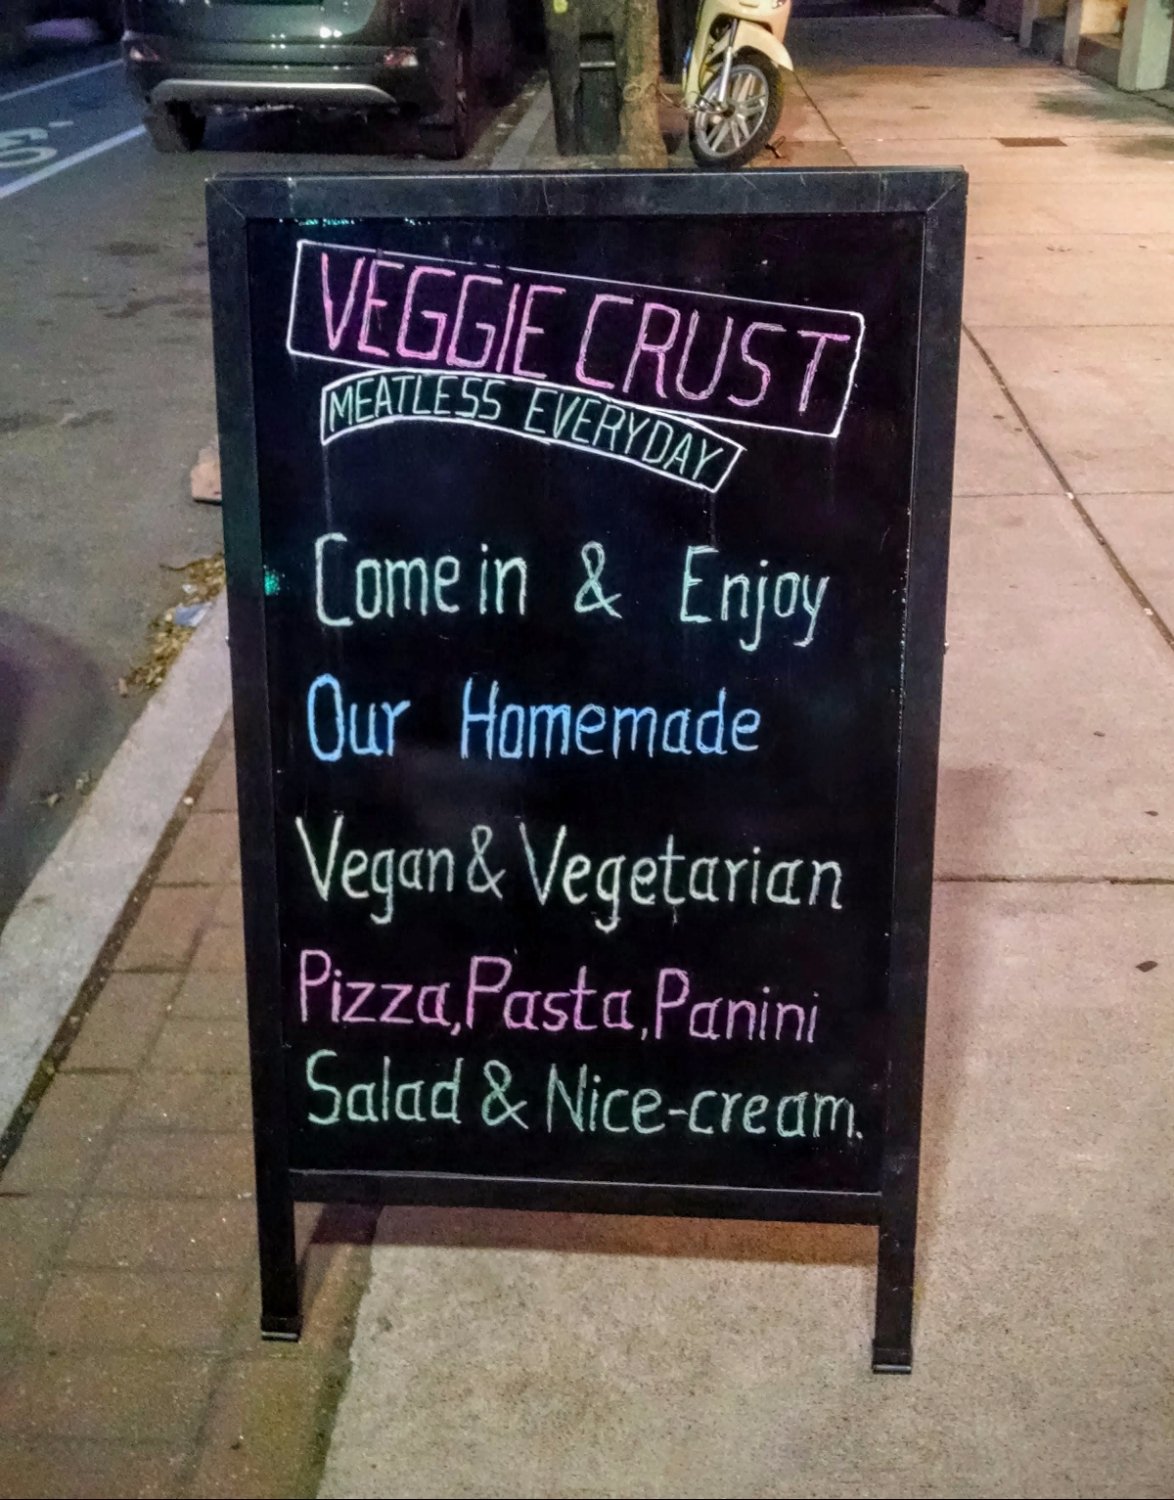 VEGGIE CRUST
MEATLESS EVERYDAY
Come in & Enjoy
Our Homemade
Vegan & Vegetarian
Pizza, Pasta, Panini
Salad & Nice-cream.